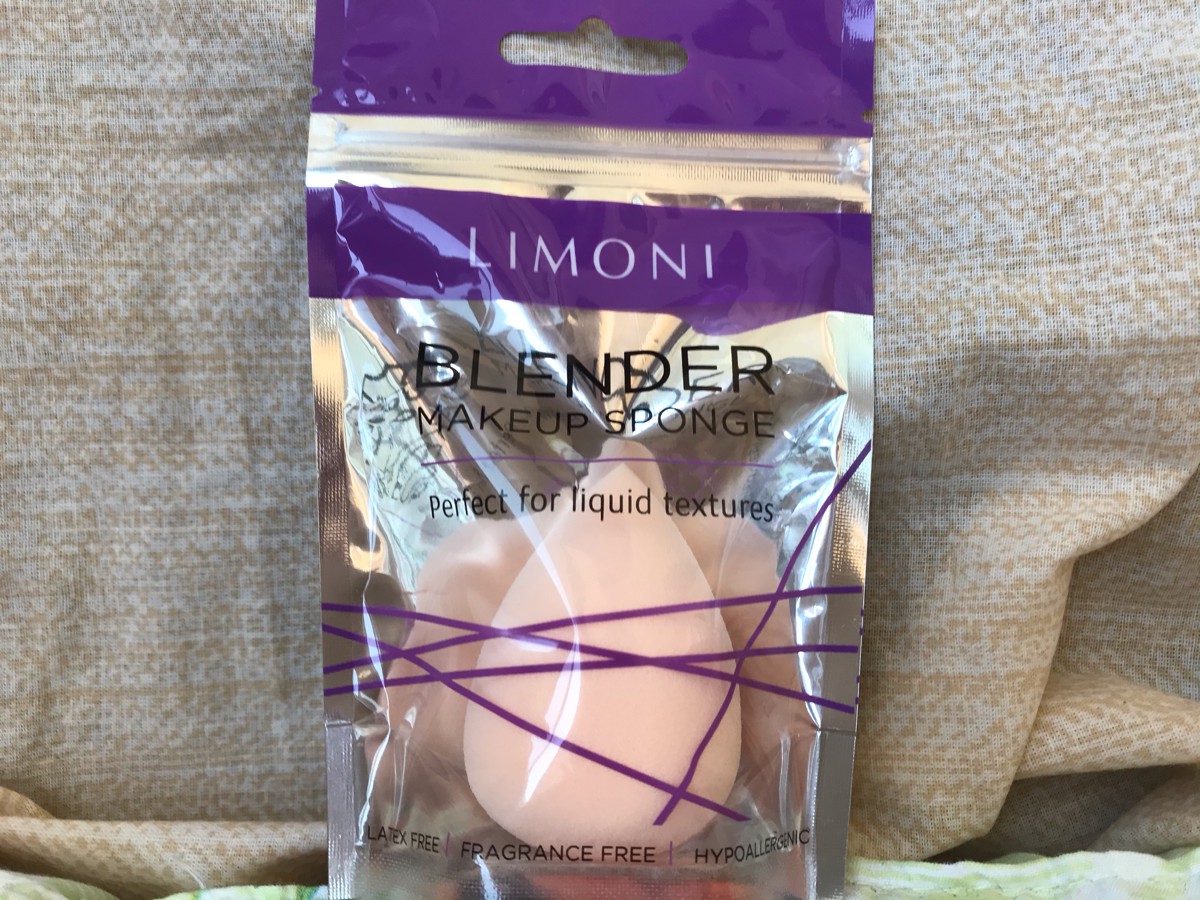 LIMONI
BLENDER
MAKEUP SPONGE
Perfect for liquid textures
LATEX FREE | FRAGRANCE FREE | HYPOALLERGENIC